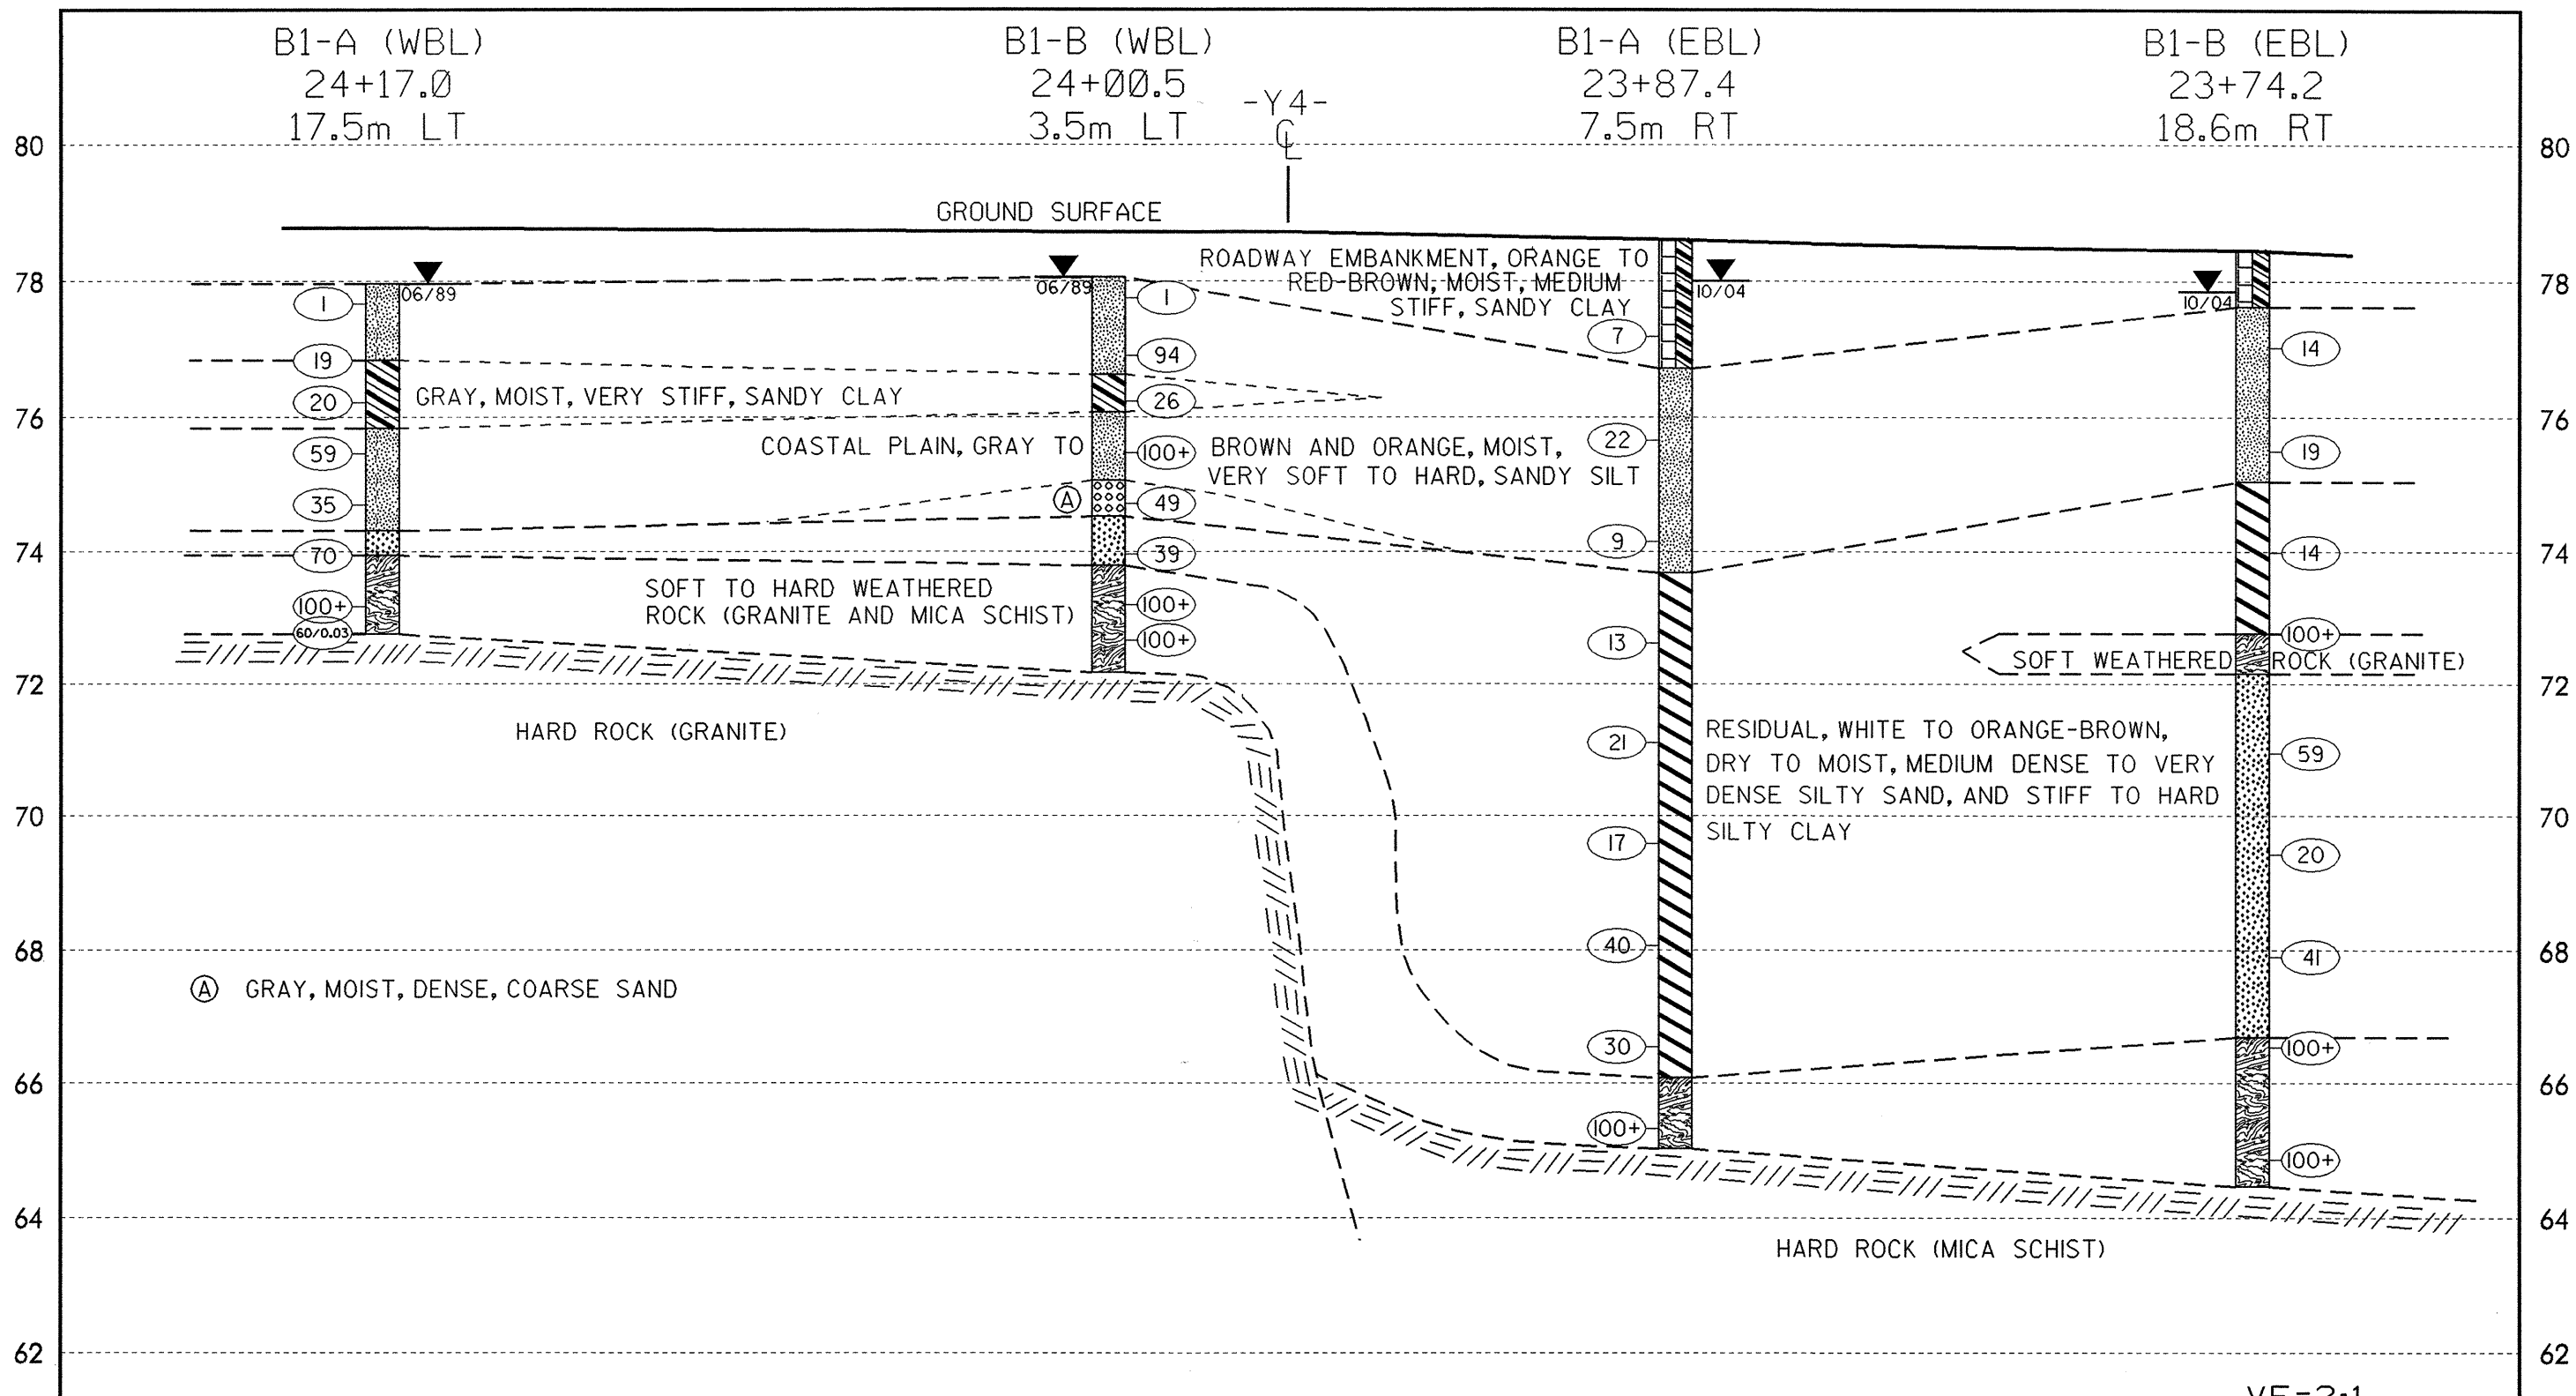 B1-A (WBL)
24+17.0
17.5m LT
B1-B (WBL)
24+00.5
3.5m LT
-Y4-
CL
B1-A (EBL)
23+87.4
7.5m RT
B1-B (EBL)
23+74.2
18.6m RT
80
80
GROUND SURFACE
ROADWAY EMBANKMENT, ORANGE TO
RED-BROWN, MOIST, MEDIUM
STIFF, SANDY CLAY
78
78
06/89
06/89
10/04
10/04
1
1
7
14
19
94
GRAY, MOIST, VERY STIFF, SANDY CLAY
20
26
76
76
COASTAL PLAIN, GRAY TO
BROWN AND ORANGE, MOIST,
VERY SOFT TO HARD, SANDY SILT
59
100+
22
19
35
A
49
9
74
74
70
39
14
SOFT TO HARD WEATHERED
ROCK (GRANITE AND MICA SCHIST)
100+
100+
60/0.03
100+
13
100+
SOFT WEATHERED ROCK (GRANITE)
72
72
HARD ROCK (GRANITE)
21
RESIDUAL, WHITE TO ORANGE-BROWN,
DRY TO MOIST, MEDIUM DENSE TO VERY
DENSE SILTY SAND, AND STIFF TO HARD
SILTY CLAY
59
70
70
17
20
68
68
40
41
A GRAY, MOIST, DENSE, COARSE SAND
30
100+
66
66
100+
100+
64
64
HARD ROCK (MICA SCHIST)
62
62
VE=2:1